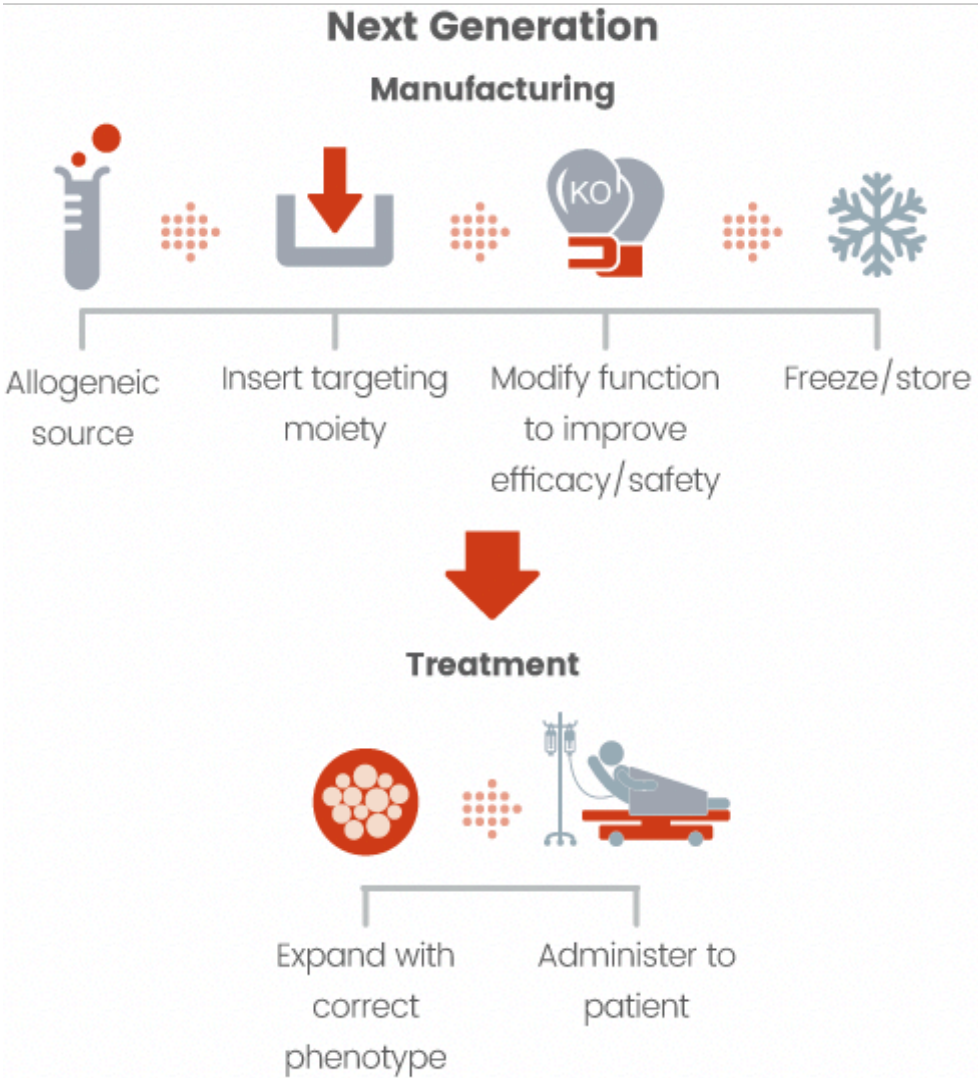 Next Generation
Manufacturing
KO
Allogeneic
source
Insert targeting
moiety
Modify function
to improve
efficacy/safety
Freeze/store
Treatment
Expand with
correct
phenotype
Administer to
patient